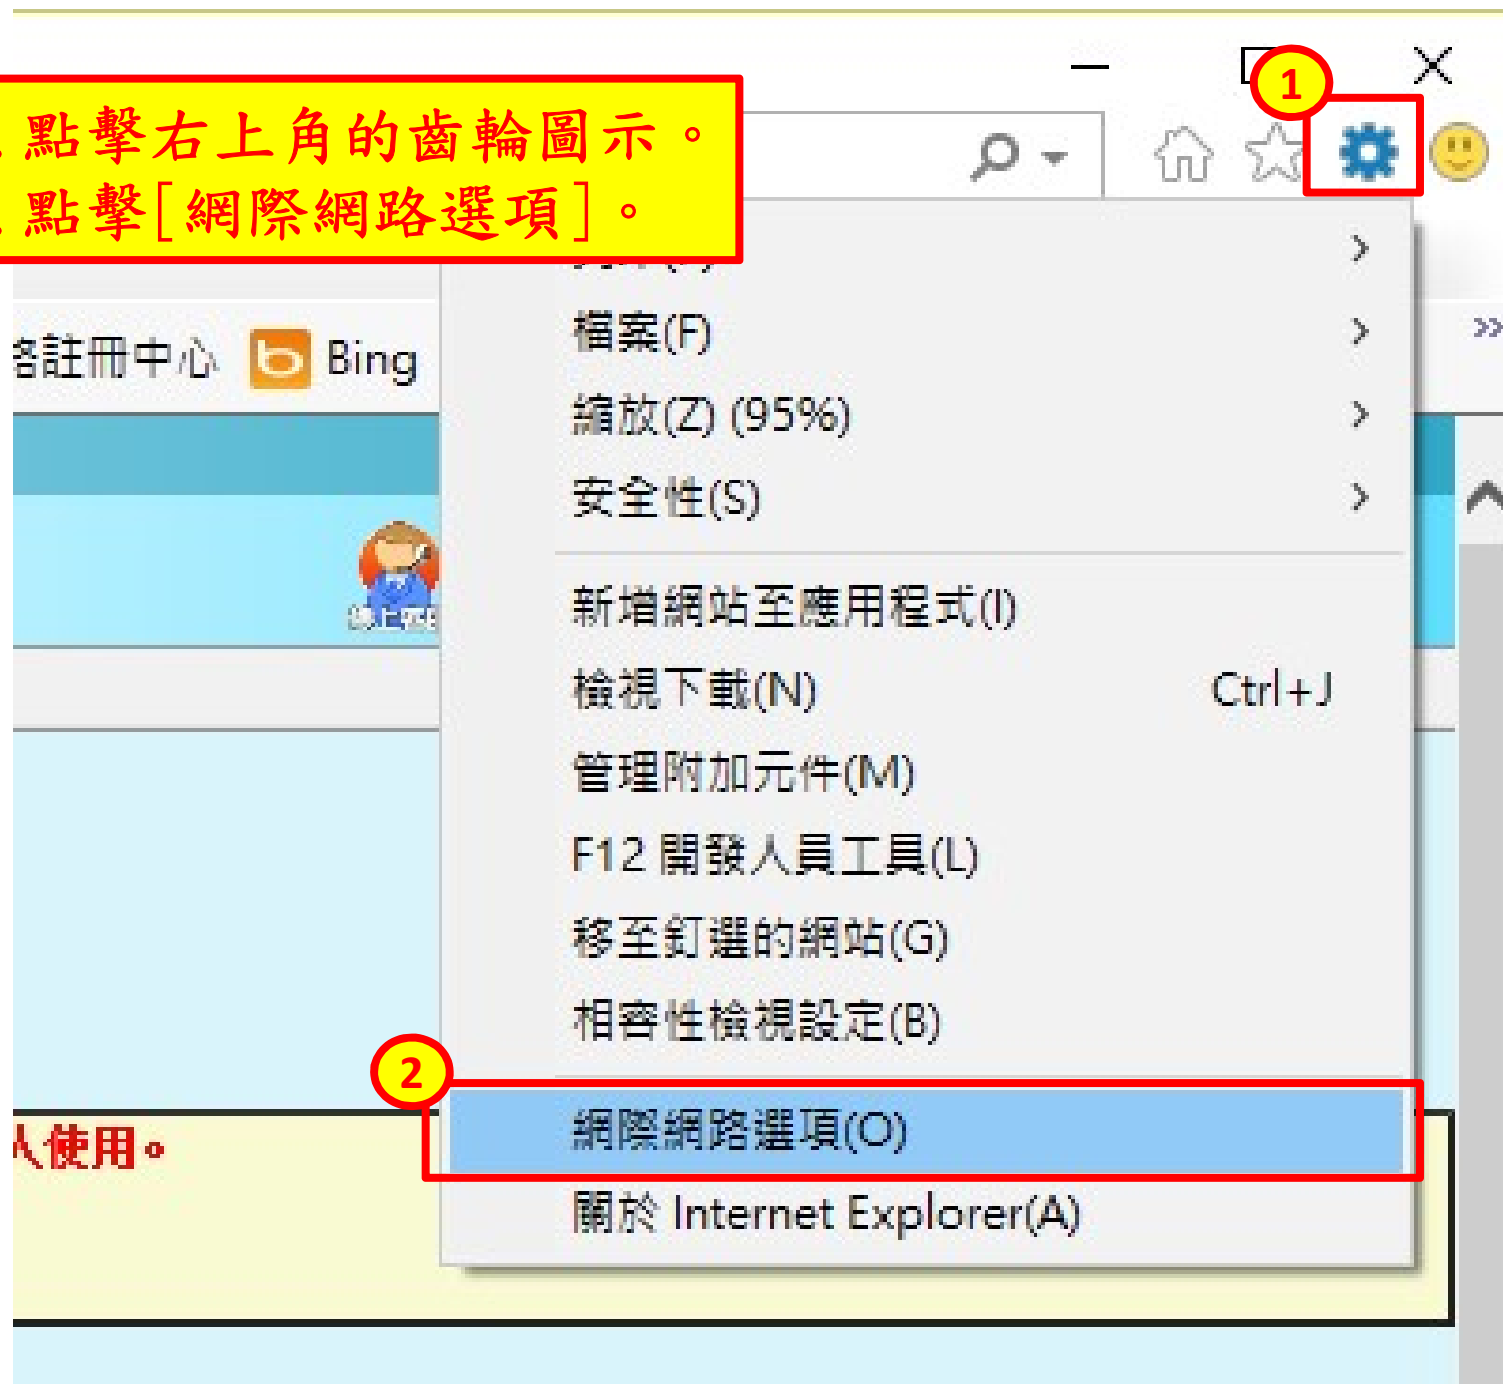 1
點擊右上角的齒輪圖示。
點擊[網際網路選項]。
檔案(F)
註冊中心 Bing
縮放(Z) (95%)
安全性(S)
新增網站至應用程式(I)
檢視下載(N) Ctrl+J
管理附加元件(M)
F12 開發人員工具(L)
移至釘選的網站(G)
相容性檢視設定(B)
2
網際網路選項(O)
人使用。
關於 Internet Explorer(A)